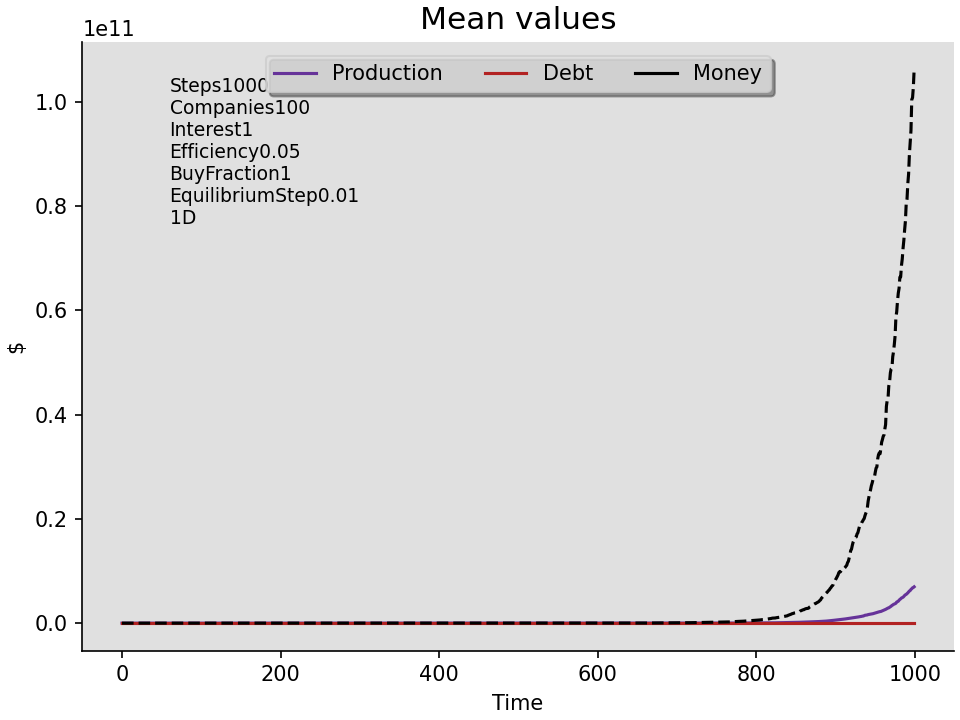 Mean values
1e11
Production Debt Money
Steps1000
Companies100
Interest1
Efficiency0.05
BuyFraction1
EquilibriumStep0.01
1D
1.0
0.8
0.6
0.4
0.2
0.0
$
0 200 400 600 800 1000
Time